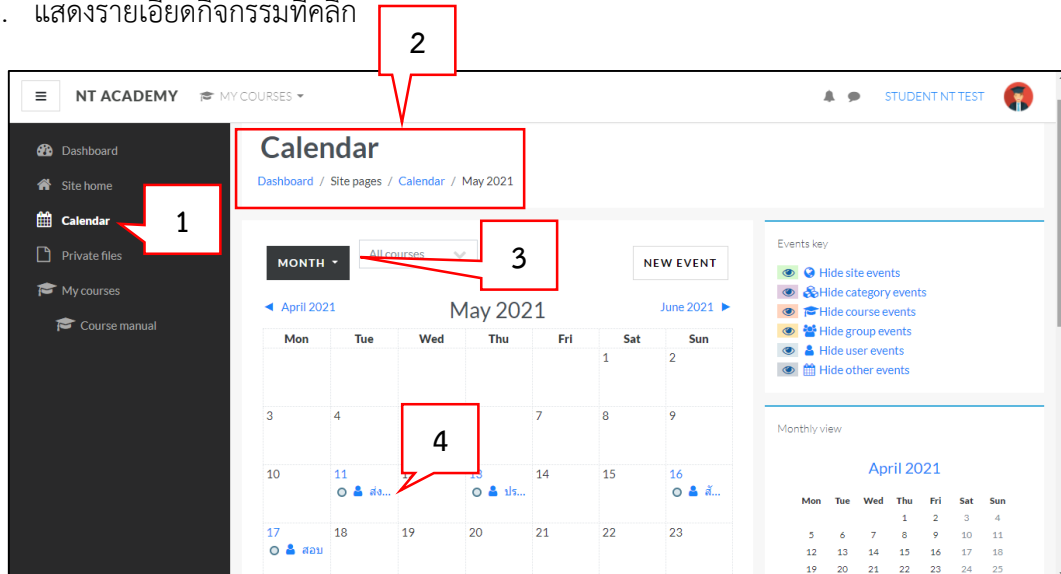 . แสดงรายเอียดกิจกรรมที่คลิก
2
NT ACADEMY MY COURSES
STUDENT NT TEST
Dashboard
Site home
Calendar
Private files
My courses
Course manual
1
Calendar
Dashboard / Site pages / Calendar / May 2021
MONTH
All courses
3
NEW EVENT
◄ April 2021
May 2021
June 2021 ►
Mon Tue Wed Thu Fri Sat Sun
1 2
3 4 7 8 9
4
10 11 13 14 15 16
ส่ง... ปร... สั...
17 18 19 20 21 22 23
สอบ
Events key
Hide site events
Hide category events
Hide course events
Hide group events
Hide user events
Hide other events
Monthly view
April 2021
Mon Tue Wed Thu Fri Sat Sun
1 2 3 4
5 6 7 8 9 10 11
12 13 14 15 16 17 18
19 20 21 22 23 24 25